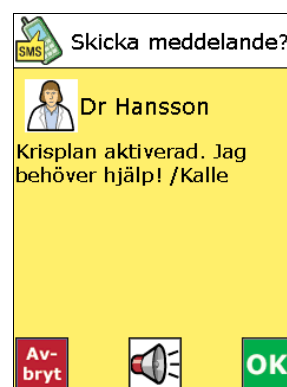 SMS
Skicka meddelande?
Dr Hansson
Krisplan aktiverad. Jag
behöver hjälp! /Kalle
Av-
bryt
OK